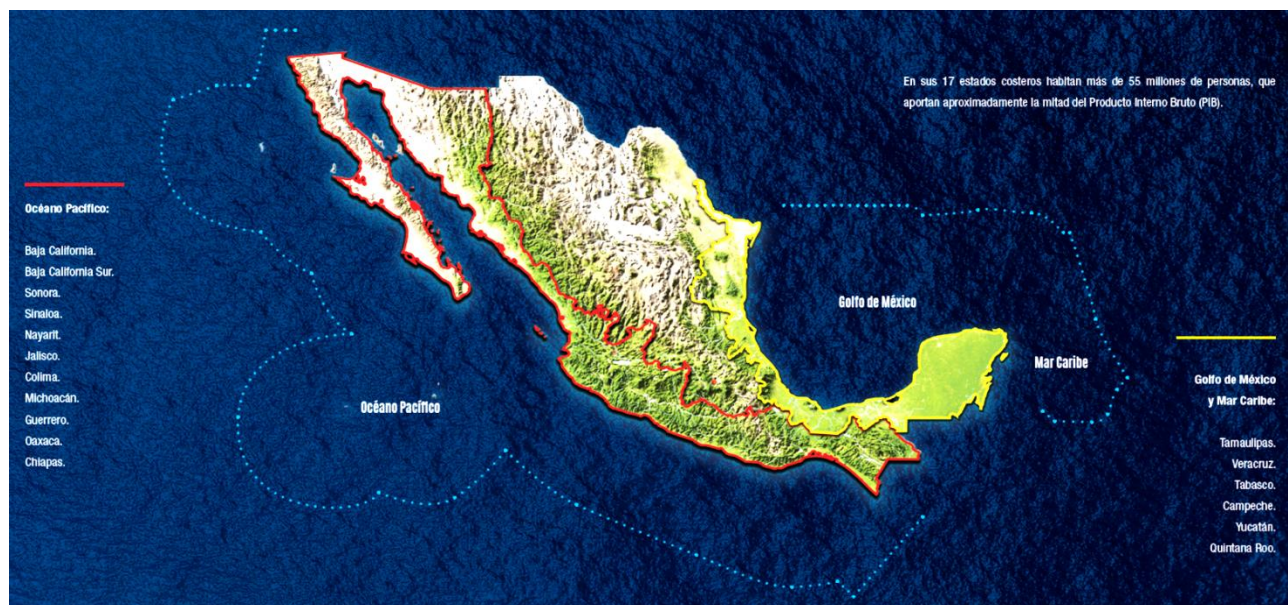 En sus 17 estados costeros habitan más de 55 millones de personas, que
aportan aproximadamente la mitad del Producto Interno Bruto (PIB).
Océano Pacífico:
Baja California.
Baja California Sur.
Sonora.
Sinaloa.
Nayarit.
Jalisco.
Colima.
Michoacán.
Guerrero.
Oaxaca.
Chiapas.
Océano Pacífico
Golfo de México
Mar Caribe
Golfo de México
y Mar Caribe:
Tamaulipas.
Veracruz.
Tabasco.
Campeche.
Yucatán.
Quintana Roo.